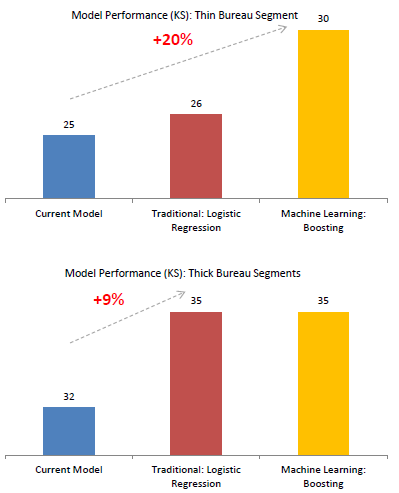 Model Performance (KS): Thin Bureau Segment
+20%
30
26
25
Current Model
Traditional: Logistic
Regression
Machine Learning:
Boosting
Model Performance (KS): Thick Bureau Segments
+9%
35
35
32
Current Model
Traditional: Logistic
Regression
Machine Learning:
Boosting